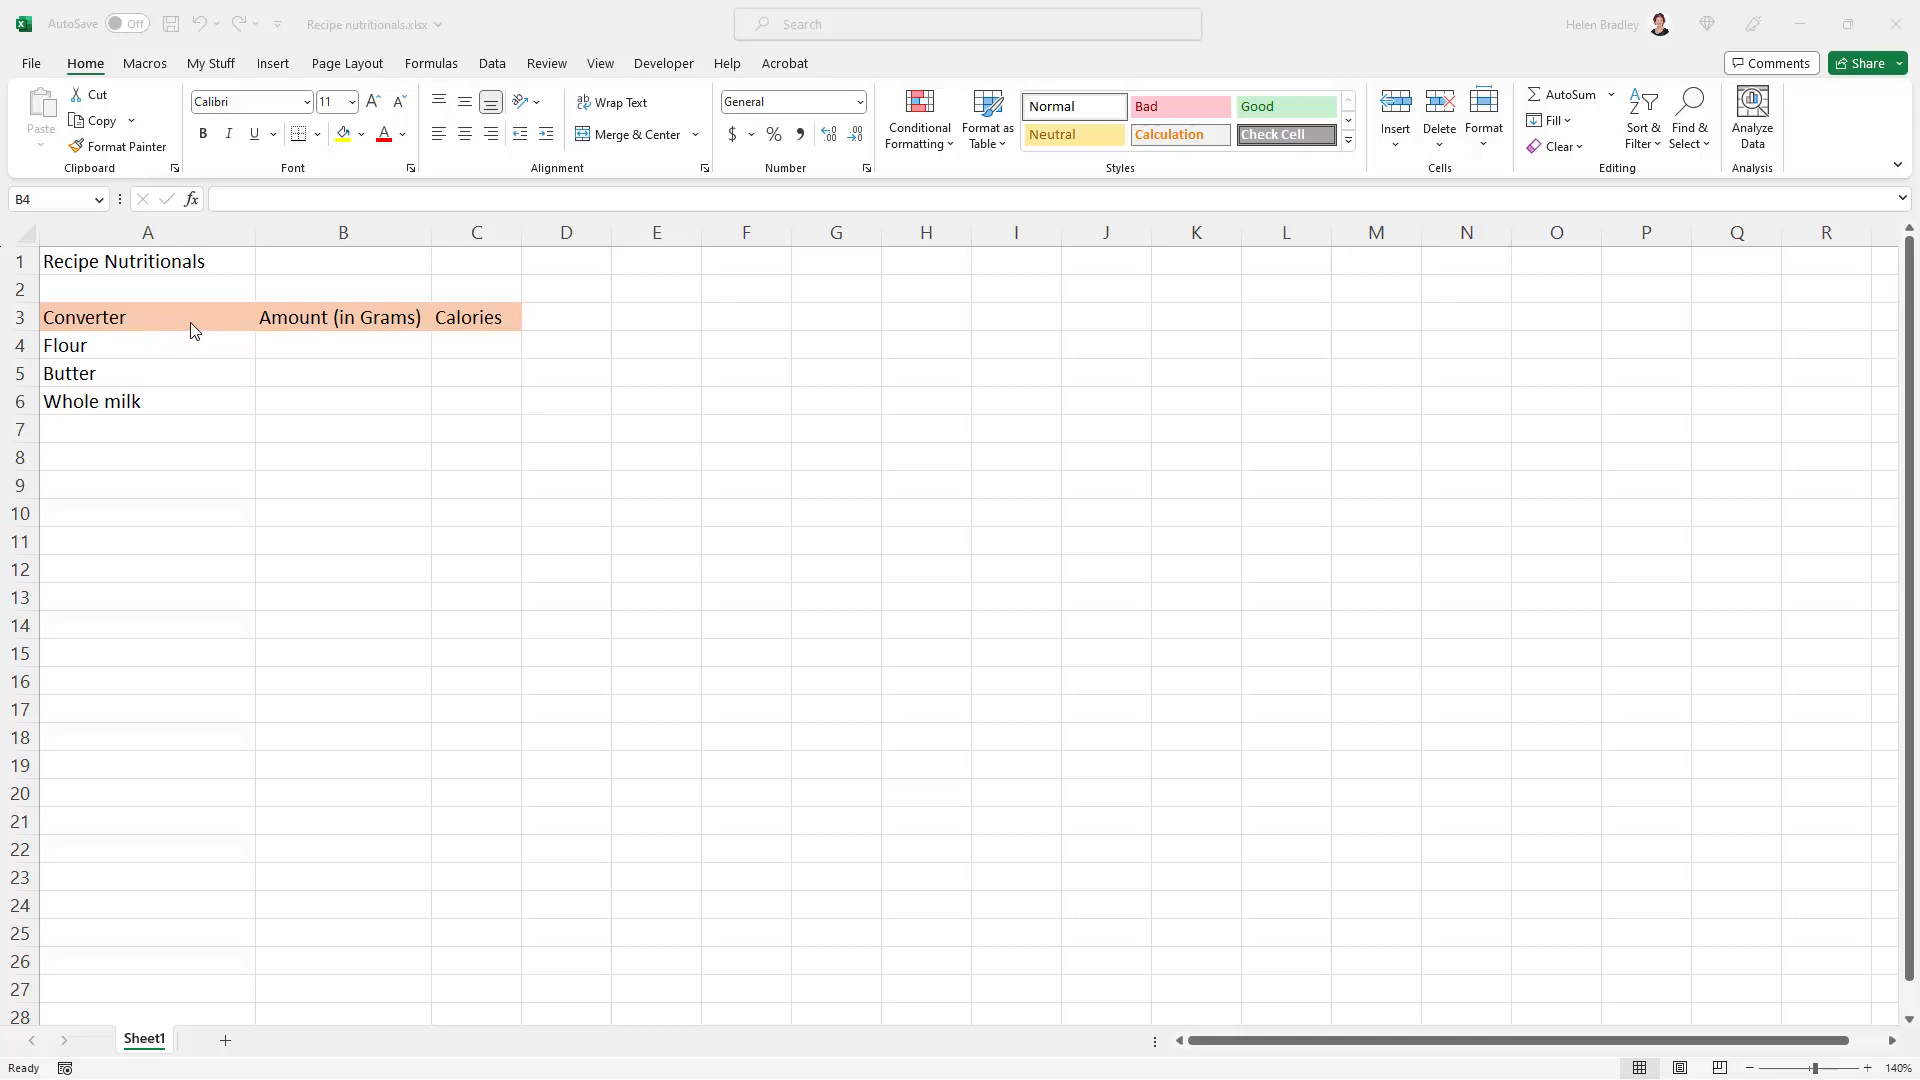 AutoSave Off Recipe nutritionals.xlsx Search Helen Bradley
File Home Macros My Stuff Insert Page Layout Formulas Data Review View Developer Help Acrobat Comments Share
Paste Cut Copy Format Painter Clipboard
Calibri 11 B I U A Font
ab Wrap Text Merge & Center Alignment
General $ % , Number
Conditional Formatting Format as Table Normal Bad Good Neutral Calculation Check Cell Styles
Insert Delete Format Cells
AutoSum Fill Clear Sort & Filter Find & Select Editing
Analyze Data Analysis
B4 fx
A B C D E F G H I J K L M N O P Q R
1 Recipe Nutritionals
2
3 Converter Amount (in Grams) Calories
4 Flour
5 Butter
6 Whole milk
7
8
9
10
11
12
13
14
15
16
17
18
19
20
21
22
23
24
25
26
27
28
Sheet1
Ready 140%